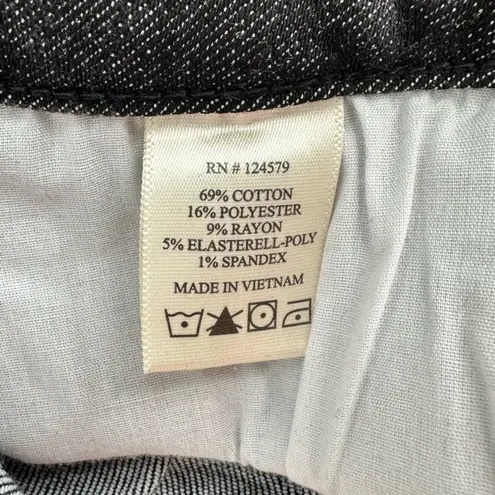 RN # 124579
69% COTTON
16% POLYESTER
9% RAYON
5% ELASTERELL-POLY
1% SPANDEX
MADE IN VIETNAM